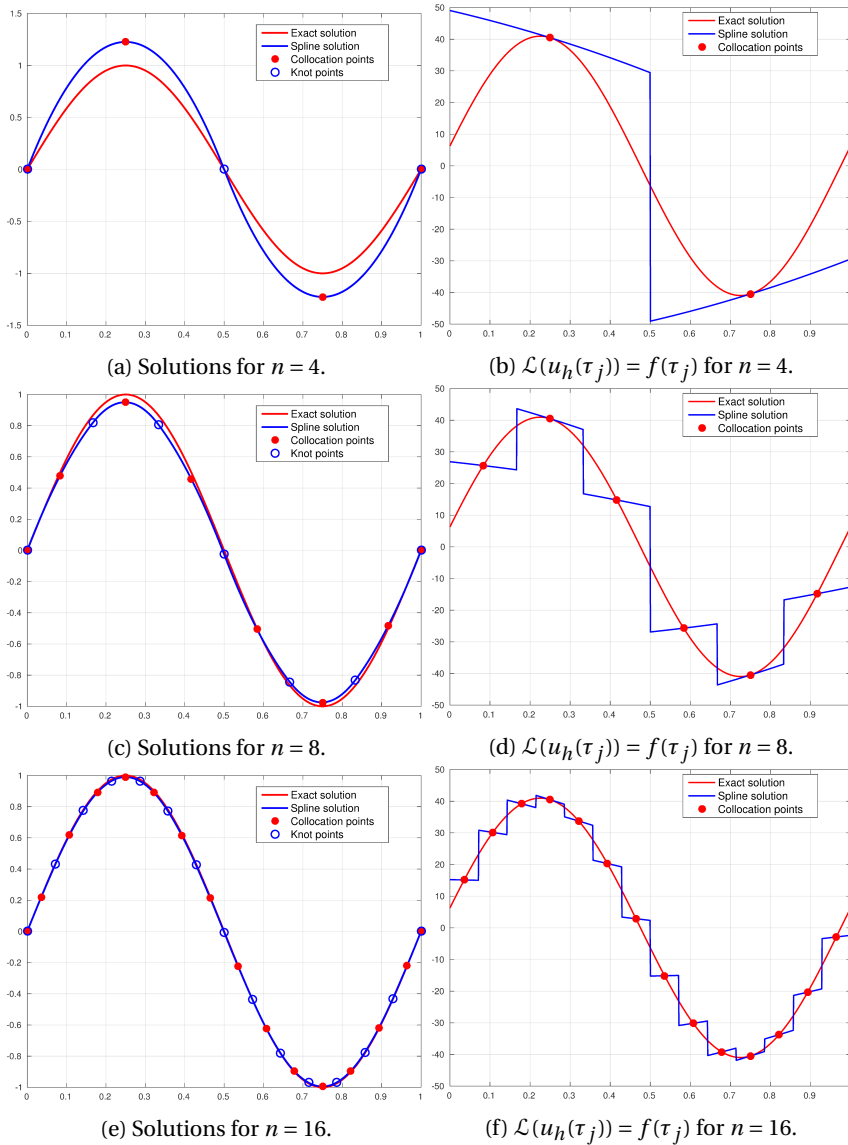 1.5
1
0.5
0
-0.5
-1
-1.5
0 0.1 0.2 0.3 0.4 0.5 0.6 0.7 0.8 0.9 1
Exact solution
Spline solution
Collocation points
Knot points
(a) Solutions for n = 4.
50
40
30
20
10
0
-10
-20
-30
-40
-50
0 0.1 0.2 0.3 0.4 0.5 0.6 0.7 0.8 0.9
Exact solution
Spline solution
Collocation points
(b) ℒ(u_h(τ_j)) = f(τ_j) for n = 4.
1
0.8
0.6
0.4
0.2
0
-0.2
-0.4
-0.6
-0.8
-1
0 0.1 0.2 0.3 0.4 0.5 0.6 0.7 0.8 0.9 1
Exact solution
Spline solution
Collocation points
Knot points
(c) Solutions for n = 8.
50
40
30
20
10
0
-10
-20
-30
-40
-50
0 0.1 0.2 0.3 0.4 0.5 0.6 0.7 0.8 0.9
Exact solution
Spline solution
Collocation points
(d) ℒ(u_h(τ_j)) = f(τ_j) for n = 8.
1
0.8
0.6
0.4
0.2
0
-0.2
-0.4
-0.6
-0.8
-1
0 0.1 0.2 0.3 0.4 0.5 0.6 0.7 0.8 0.9 1
Exact solution
Spline solution
Collocation points
Knot points
(e) Solutions for n = 16.
50
40
30
20
10
0
-10
-20
-30
-40
-50
0 0.1 0.2 0.3 0.4 0.5 0.6 0.7 0.8 0.9
Exact solution
Spline solution
Collocation points
(f) ℒ(u_h(τ_j)) = f(τ_j) for n = 16.